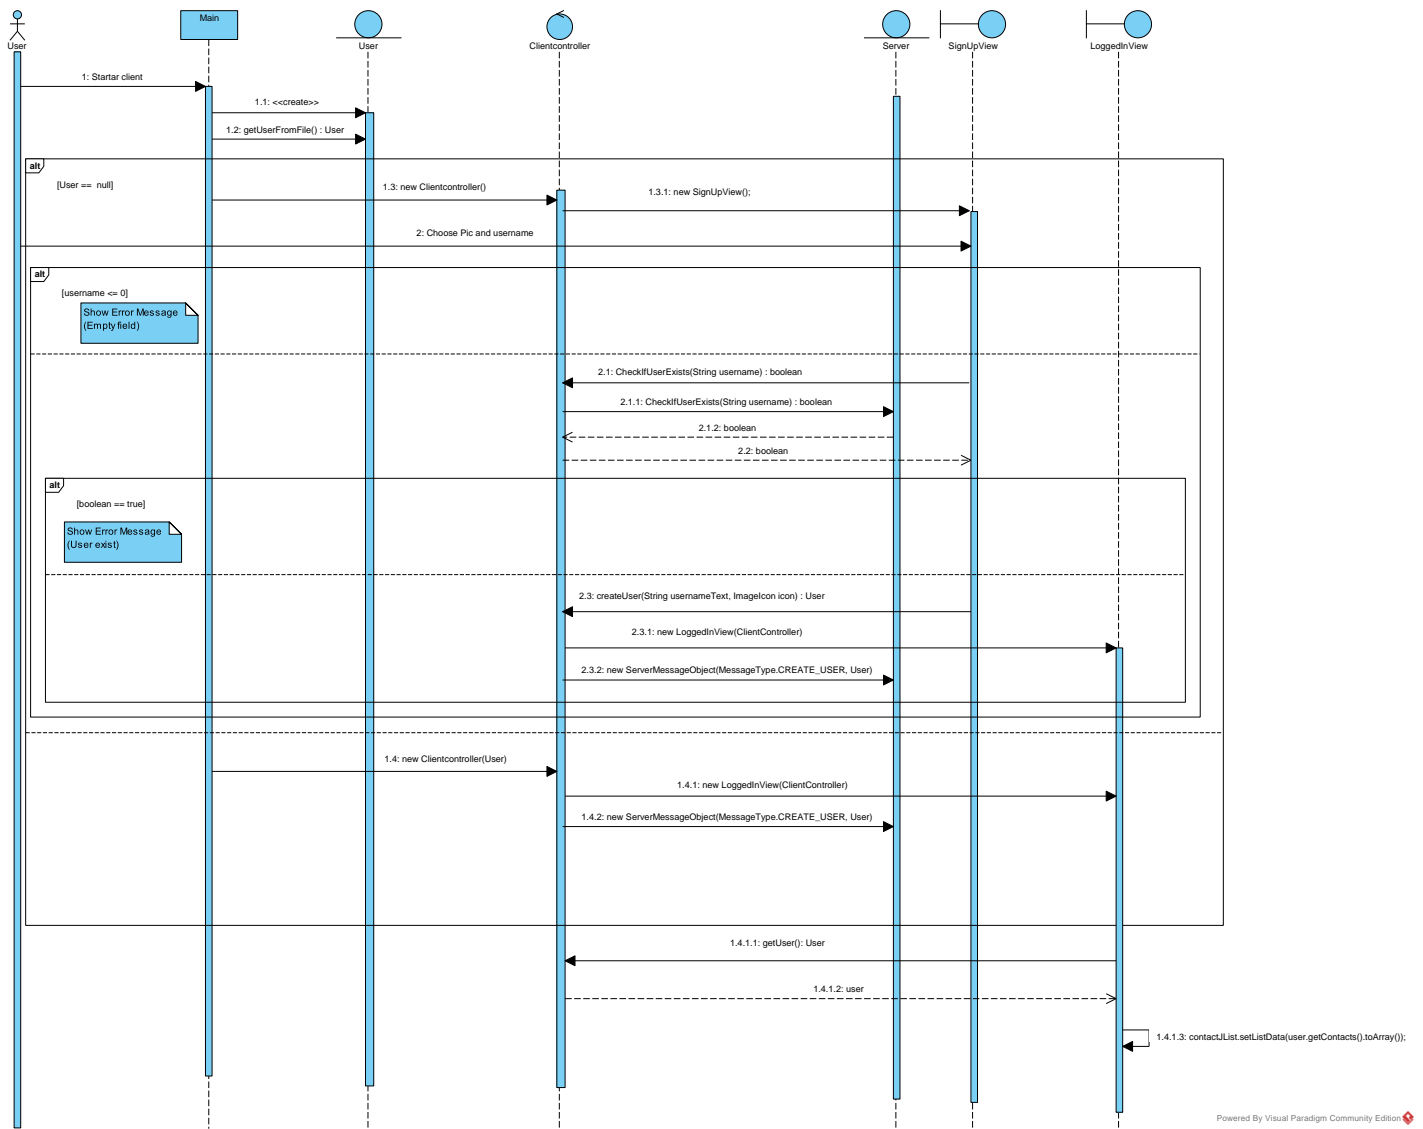 Main
User
User
Clientcontroller
Server
SignUpView
LoggedInView
1: Startar client
1.1: <<create>>
1.2: getUserFromFile() : User
alt
[User ==  null]
1.3: new Clientcontroller()
1.3.1: new SignUpView();
2: Choose Pic and username
alt
[username <= 0]
Show Error Message
(Empty field)
2.1: CheckIfUserExists(String username) : boolean
2.1.1: CheckIfUserExists(String username) : boolean
2.1.2: boolean
2.2: boolean
alt
[boolean == true]
Show Error Message
(User exist)
2.3: createUser(String usernameText, ImageIcon icon) : User
2.3.1: new LoggedInView(ClientController)
2.3.2: new ServerMessageObject(MessageType.CREATE_USER, User)
1.4: new Clientcontroller(User)
1.4.1: new LoggedInView(ClientController)
1.4.2: new ServerMessageObject(MessageType.CREATE_USER, User)
1.4.1.1: getUser(): User
1.4.1.2: user
1.4.1.3: contactJList.setListData(user.getContacts().toArray());
Powered By Visual Paradigm Community Edition